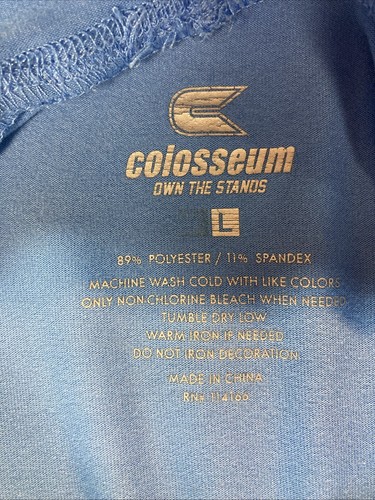 colosseum
OWN THE STANDS
L
89% POLYESTER / 11% SPANDEX
MACHINE WASH COLD WITH LIKE COLORS
ONLY NON-CHLORINE BLEACH WHEN NEEDED
TUMBLE DRY LOW
WARM IRON IF NEEDED
DO NOT IRON DECORATION
MADE IN CHINA